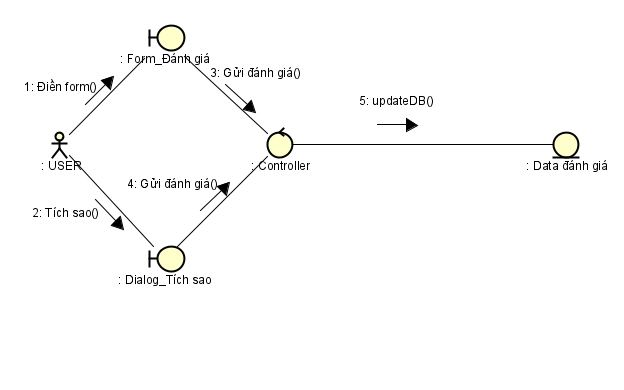 : Form_Đánh giá
1: Điền form()
3: Gửi đánh giá()
5: updateDB()
: USER
: Controller
: Data đánh giá
4: Gửi đánh giá()
2: Tích sao()
: Dialog_Tích sao